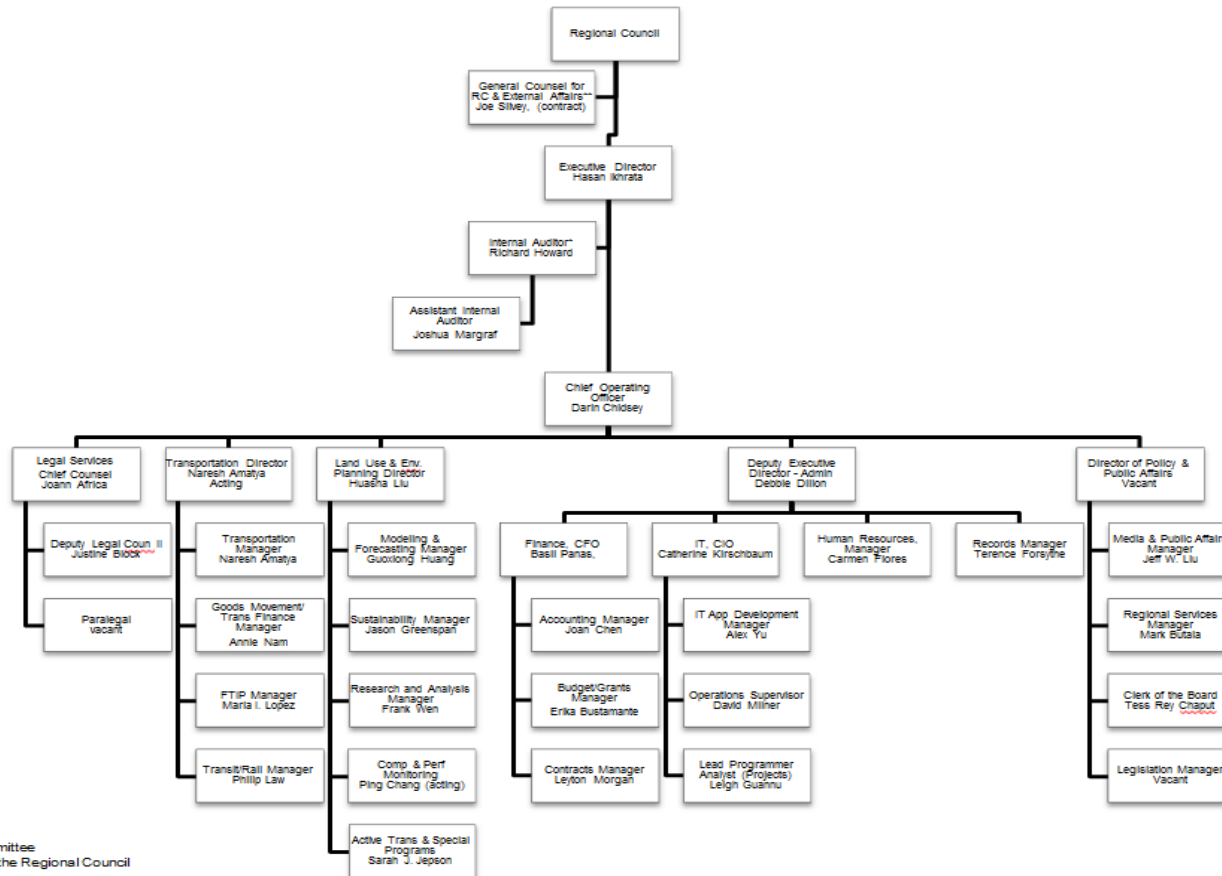 Regional Council
General Counsel for
RC & External Affairs**
Joe Silvey, (contract)
Executive Director
Hasan Ikhrata
Internal Auditor*
Richard Howard
Assistant Internal
Auditor
Joshua Margraf
Chief Operating
Officer
Darin Chidsey
Legal Services
Chief Counsel
Joann Africa
Transportation Director
Naresh Amatya
Acting
Land Use & Env.
Planning Director
Huasha Liu
Deputy Executive
Director - Admin
Debbie Dillon
Director of Policy &
Public Affairs
Vacant
Deputy Legal Coun II
Justine Block
Paralegal
vacant
Transportation
Manager
Naresh Amatya
Goods Movement/
Trans Finance
Manager
Annie Nam
FTIP Manager
Maria I. Lopez
Transit/Rail Manager
Philip Law
Modeling &
Forecasting Manager
Guoxiong Huang
Sustainability Manager
Jason Greenspan
Research and Analysis
Manager
Frank Wen
Comp & Perf
Monitoring
Ping Chang (acting)
Active Trans & Special
Programs
Sarah J. Jepson
Finance, CFO
Basil Panas,
Accounting Manager
Joan Chen
Budget/Grants
Manager
Erika Bustamante
Contracts Manager
Leyton Morgan
IT, CIO
Catherine Kirschbaum
IT App Development
Manager
Alex Yu
Operations Supervisor
David Milner
Lead Programmer
Analyst (Projects)
Leigh Guannu
Human Resources,
Manager
Carmen Flores
Records Manager
Terence Forsythe
Media & Public Affair
Manager
Jeff W. Liu
Regional Services
Manager
Mark Butala
Clerk of the Board
Tess Rey Chaput
Legislation Manager
Vacant
mittee
the Regional Council